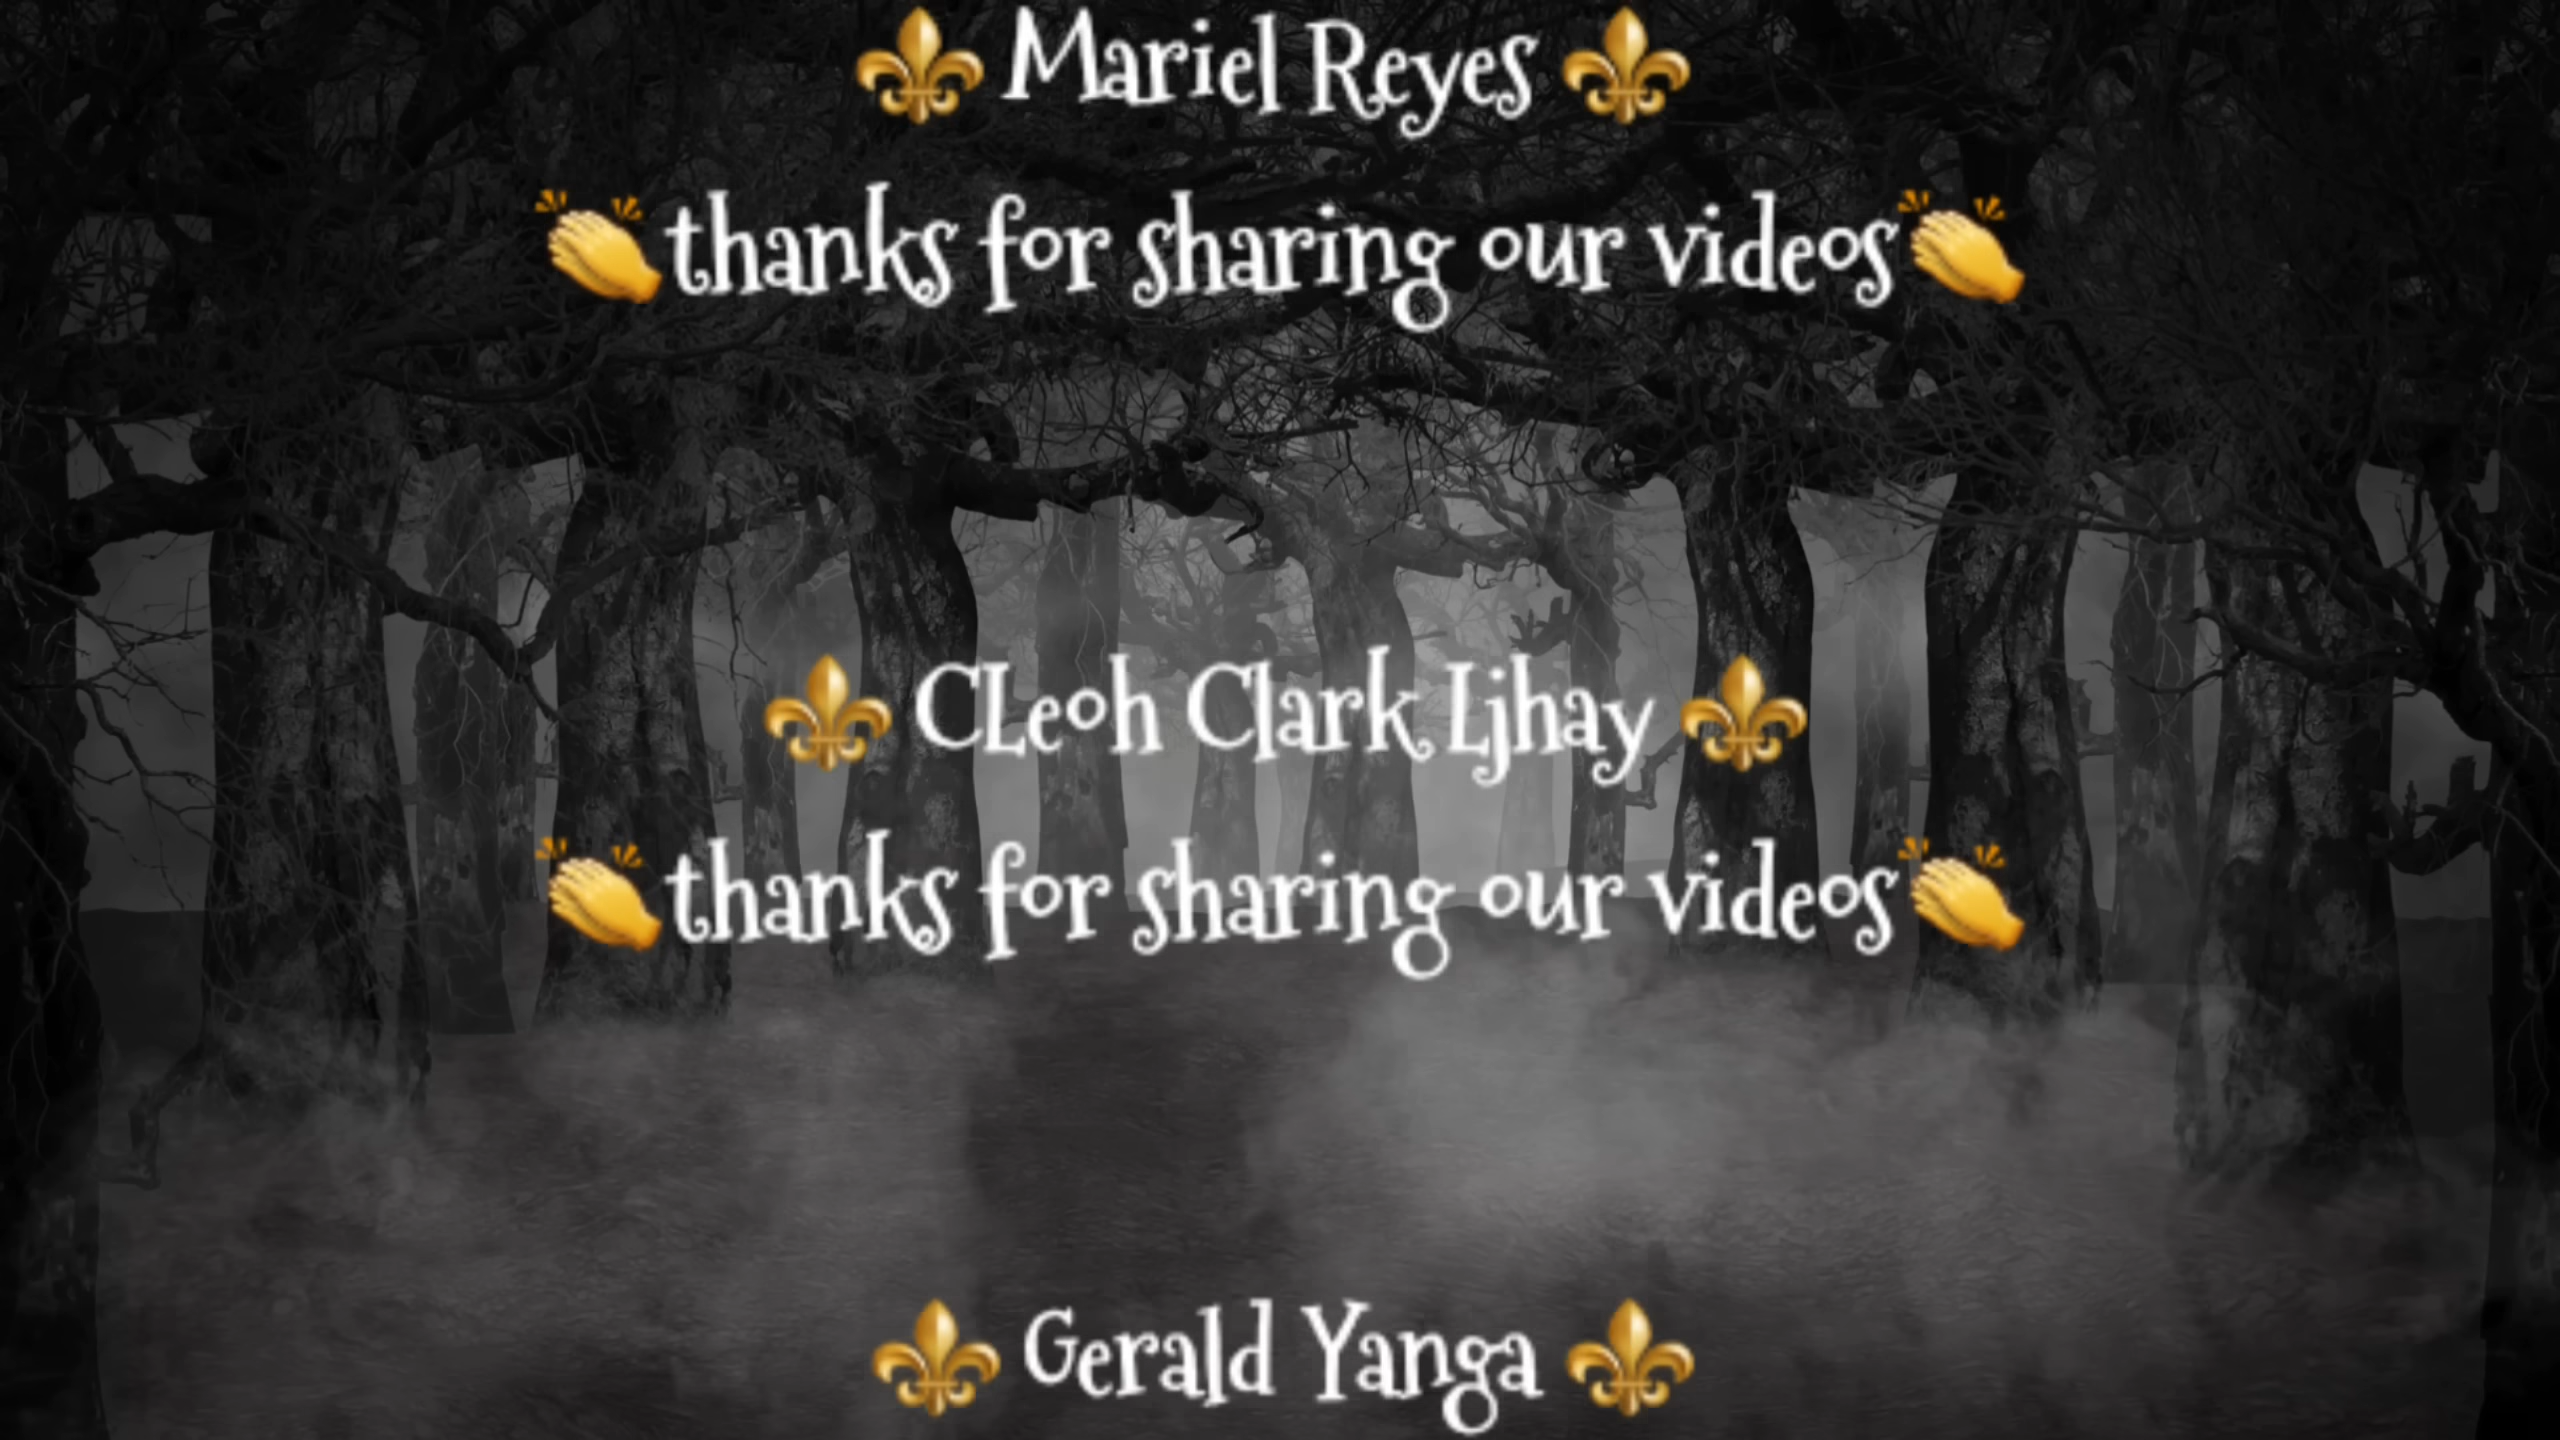 ⚜ Mariel Reyes ⚜
👏thanks for sharing our videos👏
⚜ CLeoh Clark Ljhay ⚜
👏thanks for sharing our videos👏
⚜ Gerald Yanga ⚜